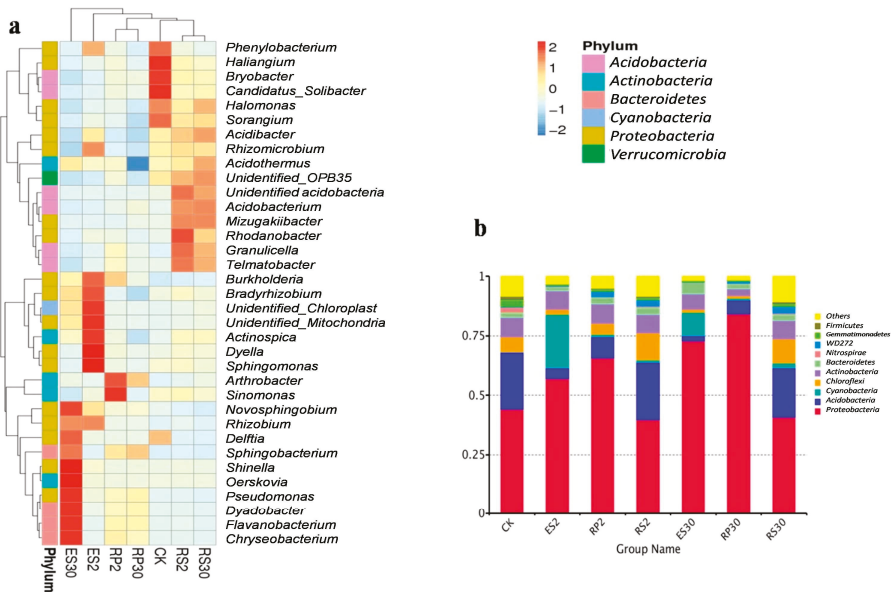 a
Phenylobacterium
Haliangium
Bryobacter
Candidatus_Solibacter
Halomonas
Sorangium
Acidibacter
Rhizomicrobium
Acidothermus
Unidentified_OPB35
Unidentified acidobacteria
Acidobacterium
Mizugakiibacter
Rhodanobacter
Granulicella
Telmatobacter
Burkholderia
Bradyrhizobium
Unidentified_Chloroplast
Unidentified_Mitochondria
Actinospica
Dyella
Sphingomonas
Arthrobacter
Sinomonas
Novosphingobium
Rhizobium
Delftia
Sphingobacterium
Shinella
Oerskovia
Pseudomonas
Dyadobacter
Flavanobacterium
Chryseobacterium
Phylum
ES30
ES2
RP2
RP30
CK
RS2
RS30
2
1
0
−1
−2
Phylum
Acidobacteria
Actinobacteria
Bacteroidetes
Cyanobacteria
Proteobacteria
Verrucomicrobia
b
1
0.75
0.5
0.25
0
CK
ES2
RP2
RS2
ES30
RP30
RS30
Group Name
Others
Firmicutes
Gemmatimonadetes
WD272
Nitrospirae
Bacteroidetes
Actinobacteria
Chloroflexi
Cyanobacteria
Acidobacteria
Proteobacteria